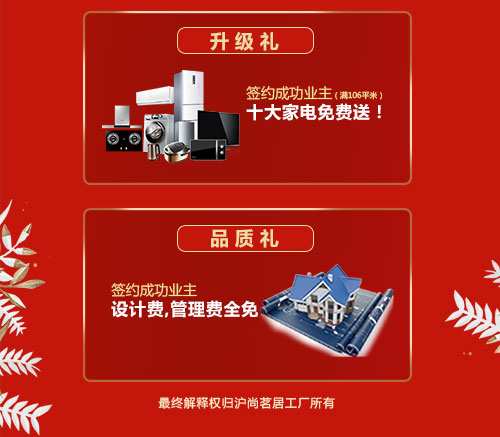 升级礼
签约成功业主（满106平米）
十大家电免费送！
品质礼
签约成功业主
设计费,管理费全免
最终解释权归沪尚茗居工厂所有